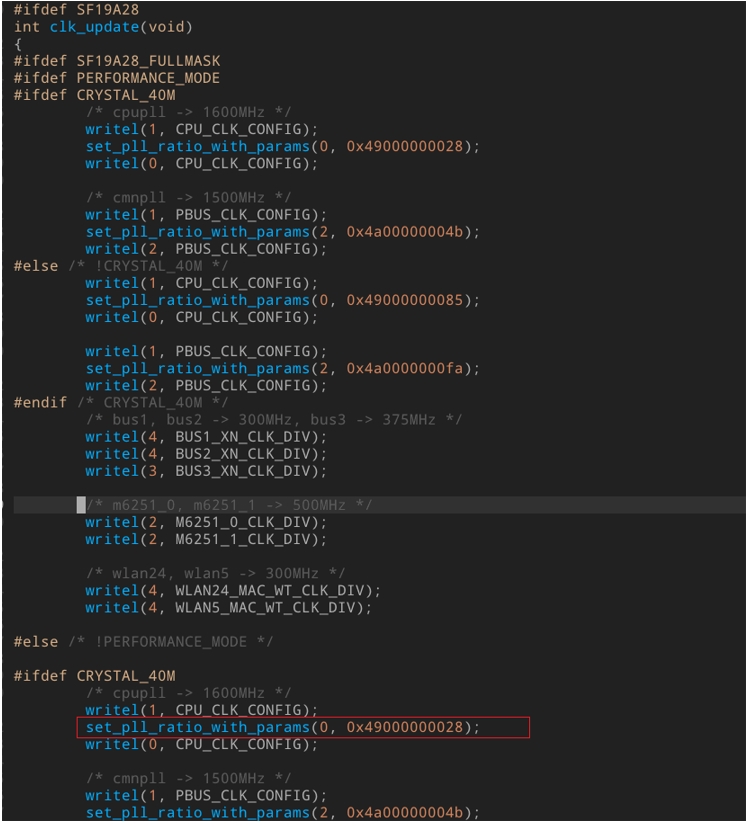 #ifdef SF19A28
int clk_update(void)
{
#ifdef SF19A28_FULLMASK
#ifdef PERFORMANCE_MODE
#ifdef CRYSTAL_40M
        /* cpupll -> 1600MHz */
        writel(1, CPU_CLK_CONFIG);
        set_pll_ratio_with_params(0, 0x49000000028);
        writel(0, CPU_CLK_CONFIG);

        /* cmnpll -> 1500MHz */
        writel(1, PBUS_CLK_CONFIG);
        set_pll_ratio_with_params(2, 0x4a00000004b);
        writel(2, PBUS_CLK_CONFIG);
#else /* !CRYSTAL_40M */
        writel(1, CPU_CLK_CONFIG);
        set_pll_ratio_with_params(0, 0x49000000085);
        writel(0, CPU_CLK_CONFIG);

        writel(1, PBUS_CLK_CONFIG);
        set_pll_ratio_with_params(2, 0x4a0000000fa);
        writel(2, PBUS_CLK_CONFIG);
#endif /* CRYSTAL_40M */
        /* bus1, bus2 -> 300MHz, bus3 -> 375MHz */
        writel(4, BUS1_XN_CLK_DIV);
        writel(4, BUS2_XN_CLK_DIV);
        writel(3, BUS3_XN_CLK_DIV);

        /* m6251_0, m6251_1 -> 500MHz */
        writel(2, M6251_0_CLK_DIV);
        writel(2, M6251_1_CLK_DIV);

        /* wlan24, wlan5 -> 300MHz */
        writel(4, WLAN24_MAC_WT_CLK_DIV);
        writel(4, WLAN5_MAC_WT_CLK_DIV);

#else /* !PERFORMANCE_MODE */

#ifdef CRYSTAL_40M
        /* cpupll -> 1600MHz */
        writel(1, CPU_CLK_CONFIG);
        set_pll_ratio_with_params(0, 0x49000000028);
        writel(0, CPU_CLK_CONFIG);

        /* cmnpll -> 1500MHz */
        writel(1, PBUS_CLK_CONFIG);
        set_pll_ratio_with_params(2, 0x4a00000004b);